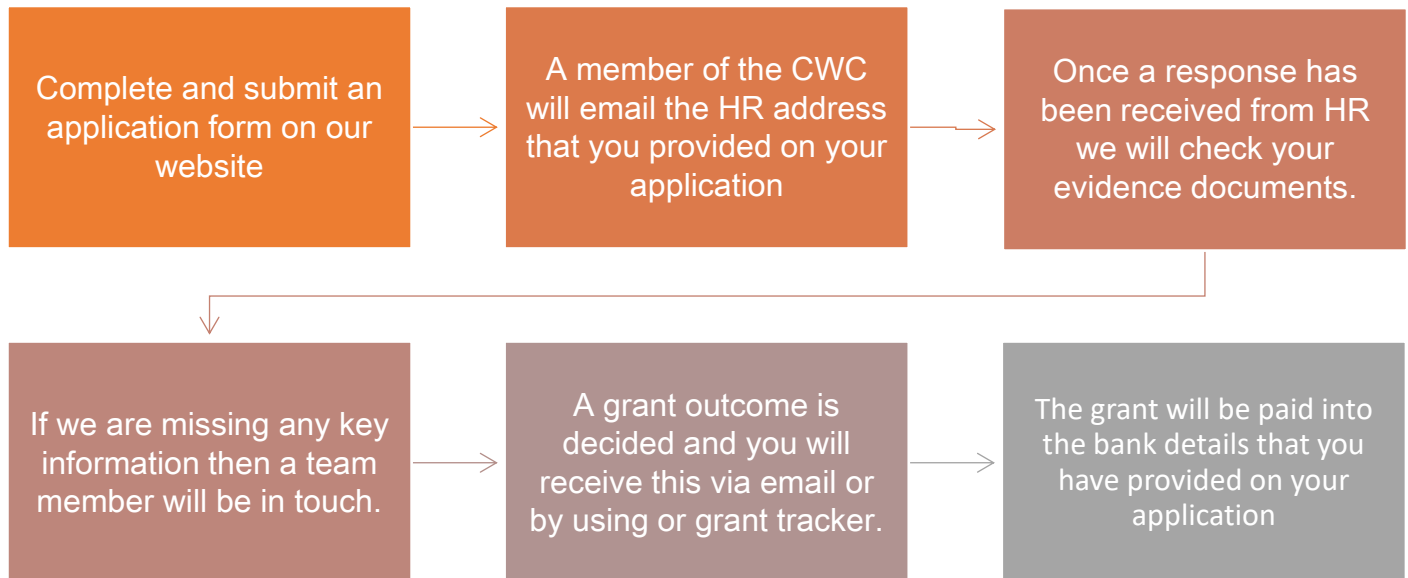 Complete and submit an
application form on our
website
A member of the CWC
will email the HR address
that you provided on your
application
Once a response has
been received from HR
we will check your
evidence documents.
If we are missing any key
information then a team
member will be in touch.
A grant outcome is
decided and you will
receive this via email or
by using or grant tracker.
The grant will be paid into
the bank details that you
have provided on your
application